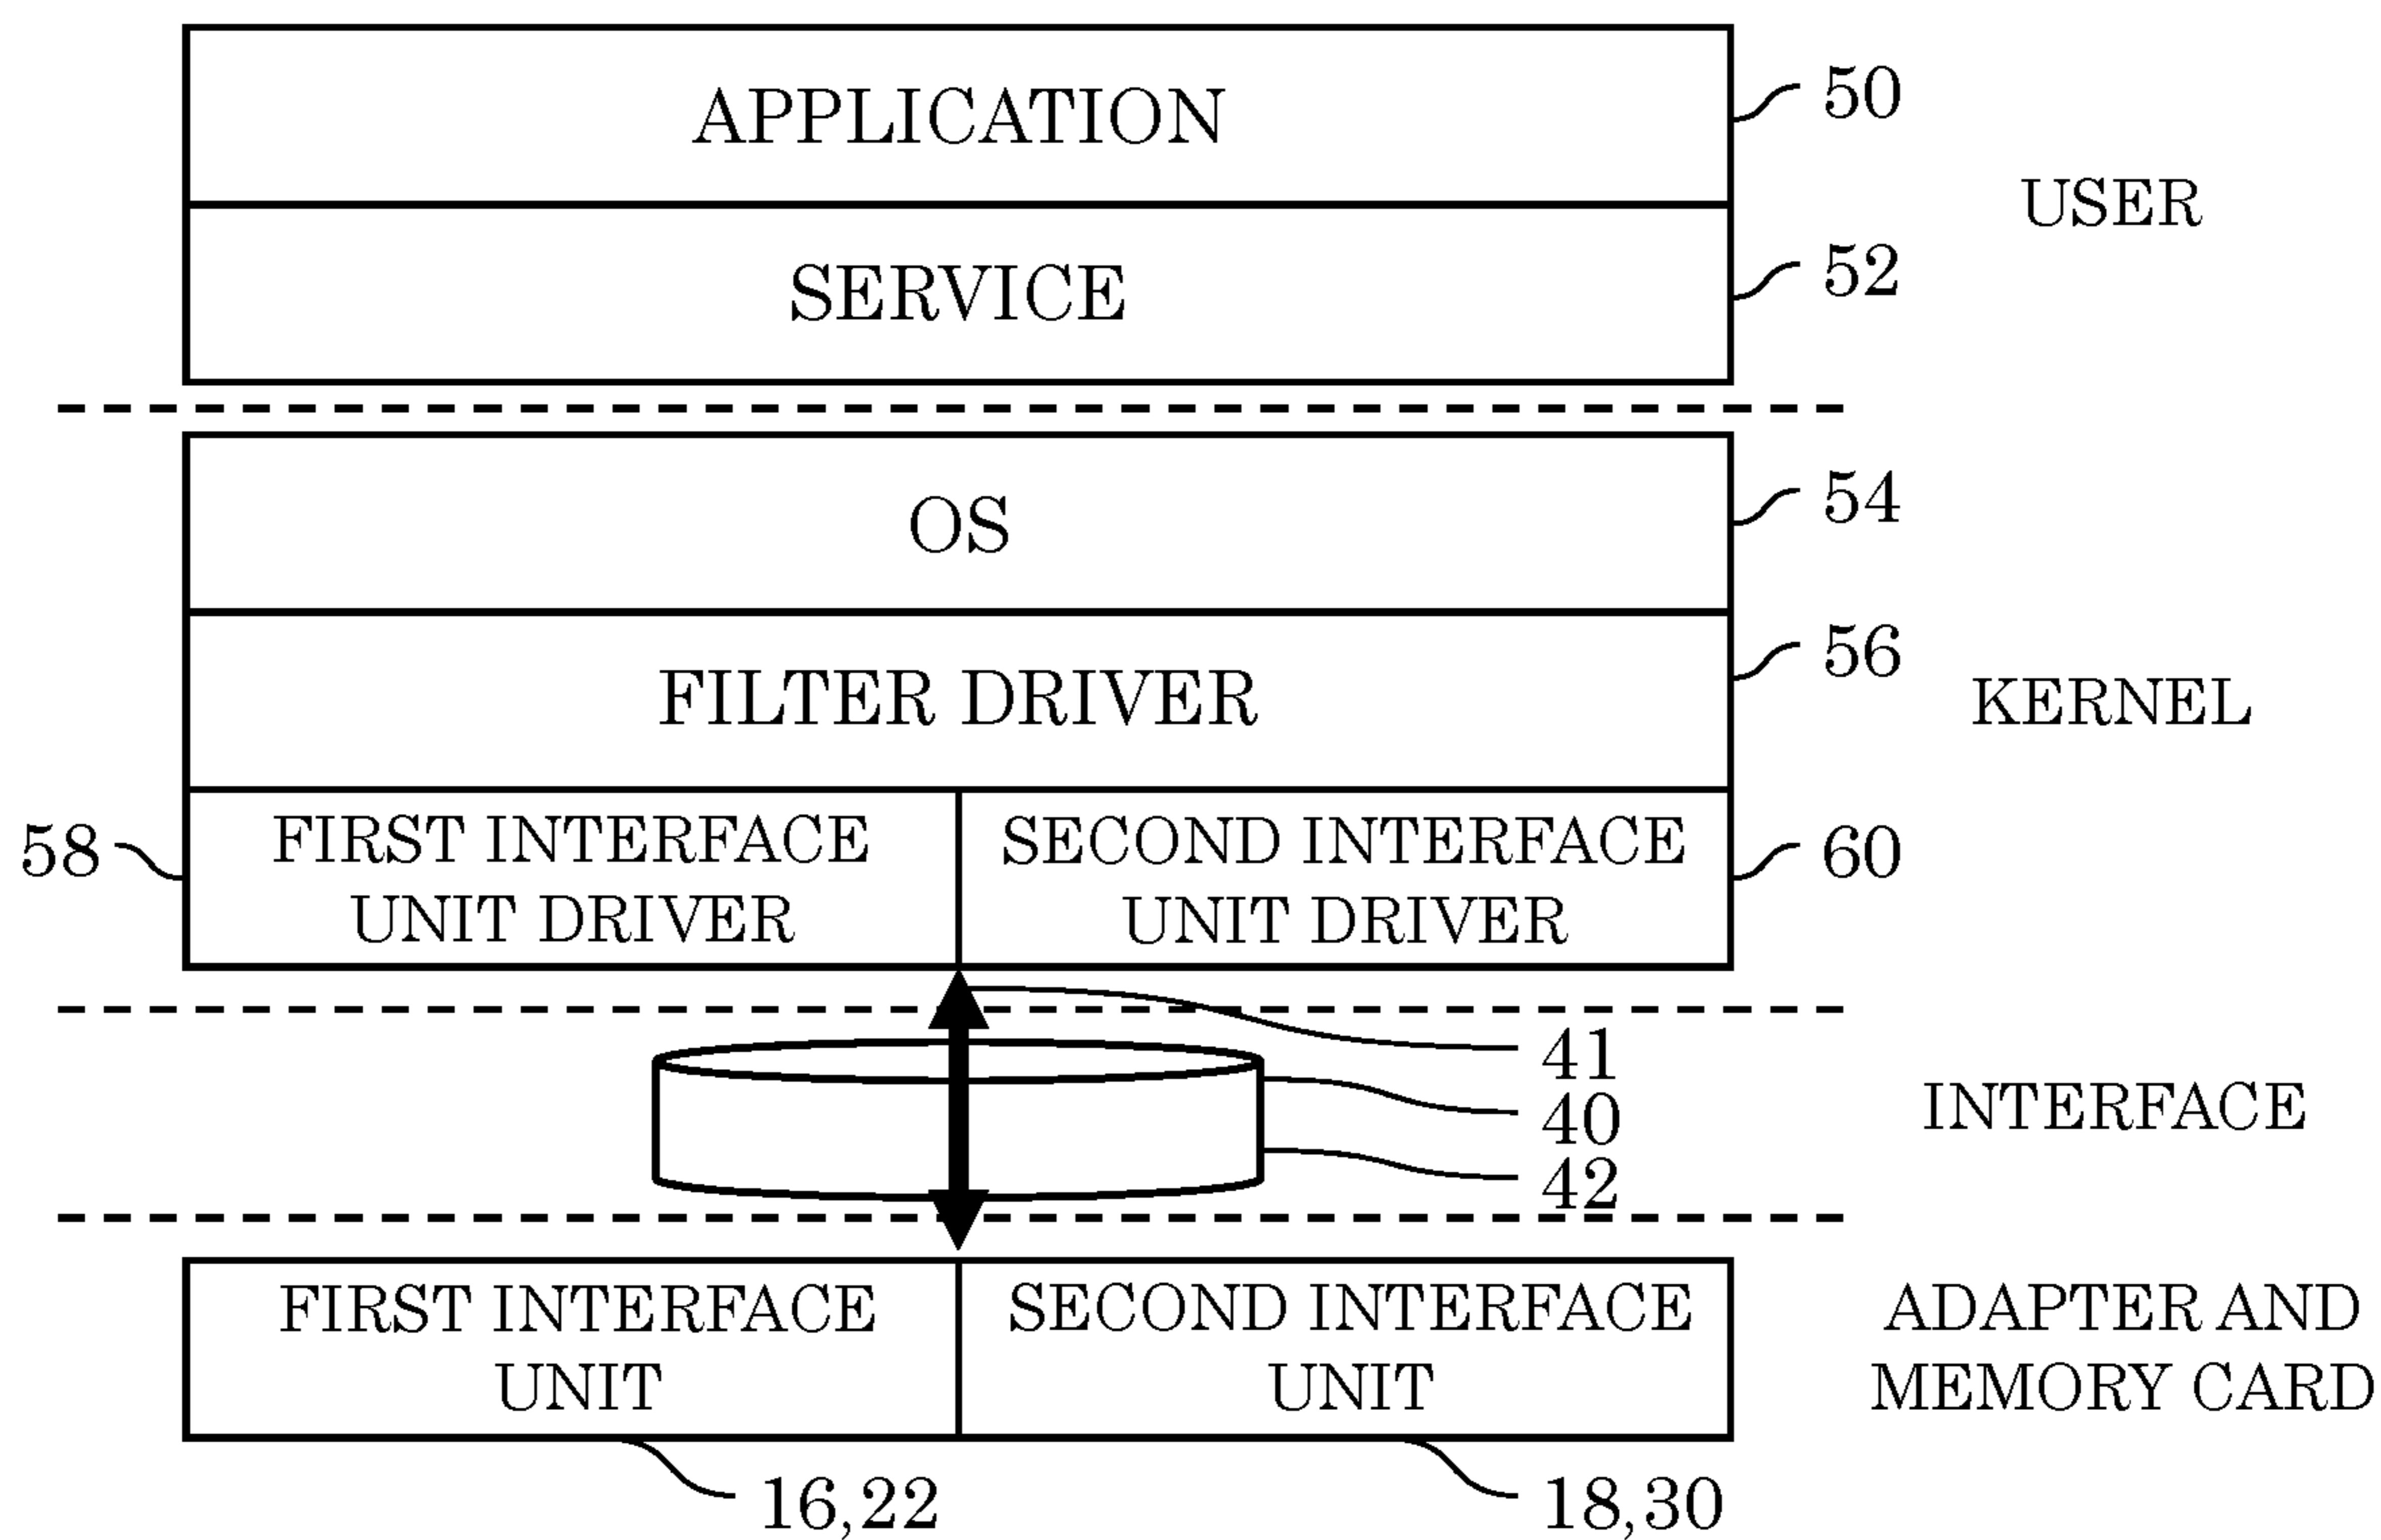 APPLICATION
50
USER
SERVICE
52
OS
54
FILTER DRIVER
56
KERNEL
58
FIRST INTERFACE
UNIT DRIVER
SECOND INTERFACE
UNIT DRIVER
60
41
40
42
INTERFACE
FIRST INTERFACE
UNIT
SECOND INTERFACE
UNIT
ADAPTER AND
MEMORY CARD
16,22
18,30